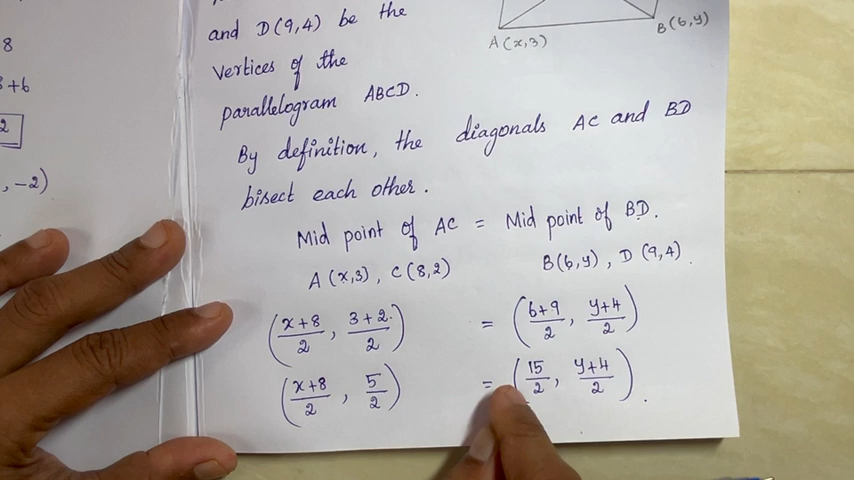 8
3+6
2
, -2)
and D(9,4) be the
vertices of the
parallelogram ABCD.
A(x,3)
B(6,y)
By definition, the diagonals AC and BD
bisect each other.
Mid point of AC = Mid point of BD.
A(x,3), C(8,2) B(6,y), D(9,4).
(x+8/2, 3+2/2) = (6+9/2, y+4/2)
(x+8/2, 5/2) = (15/2, y+4/2).